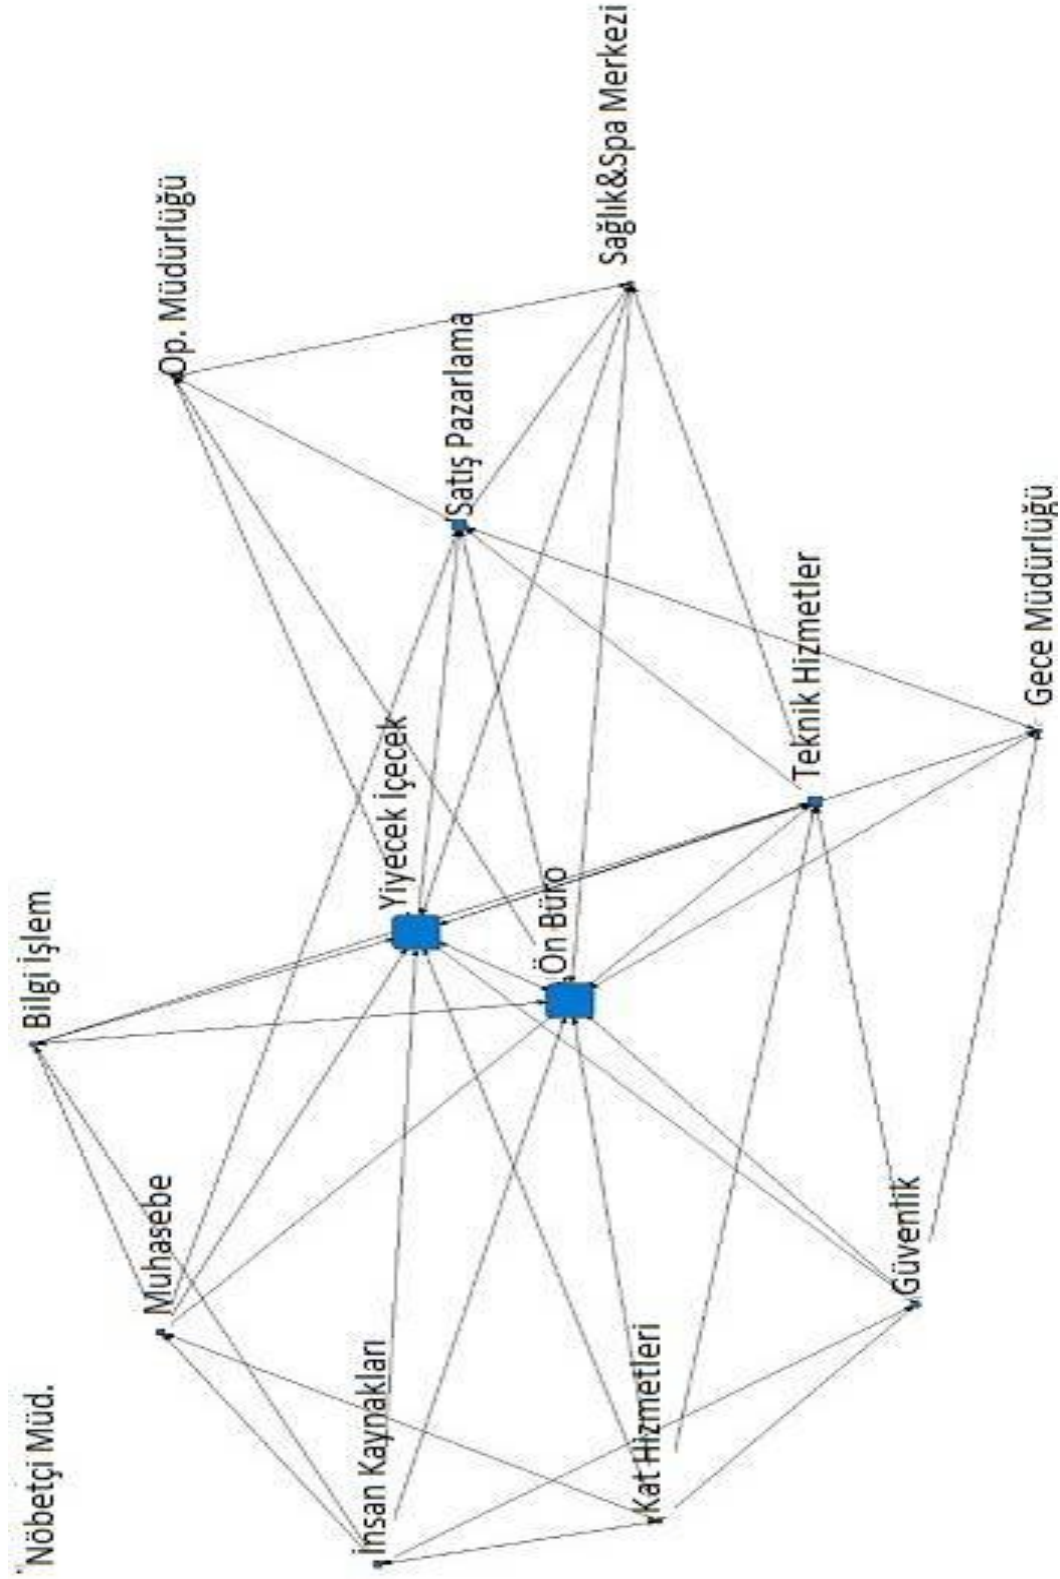 Nöbetçi Müd.
Muhasebe
Bilgi İşlem
Op. Müdürlüğü
İnsan Kaynakları
Yiyecek İçecek
Satış Pazarlama
Ön Büro
Sağlık&Spa Merkezi
Kat Hizmetleri
Teknik Hizmetler
Güvenlik
Gece Müdürlüğü